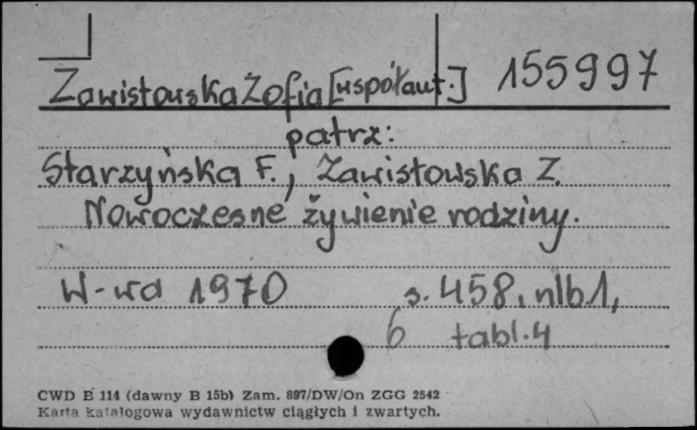 Zawistowska Zofia [współaut.] 155997
patrz:
Starzyńska F., Zawistowska Z.
Nowoczesne żywienie rodziny.
W-wa 1970 s. 458, nlb 1,
6 tabl. 4
CWD E 114 (dawny B 15b) Zam. 897/DW/On ZGG 2542
Karta katalogowa wydawnictw ciągłych i zwartych.